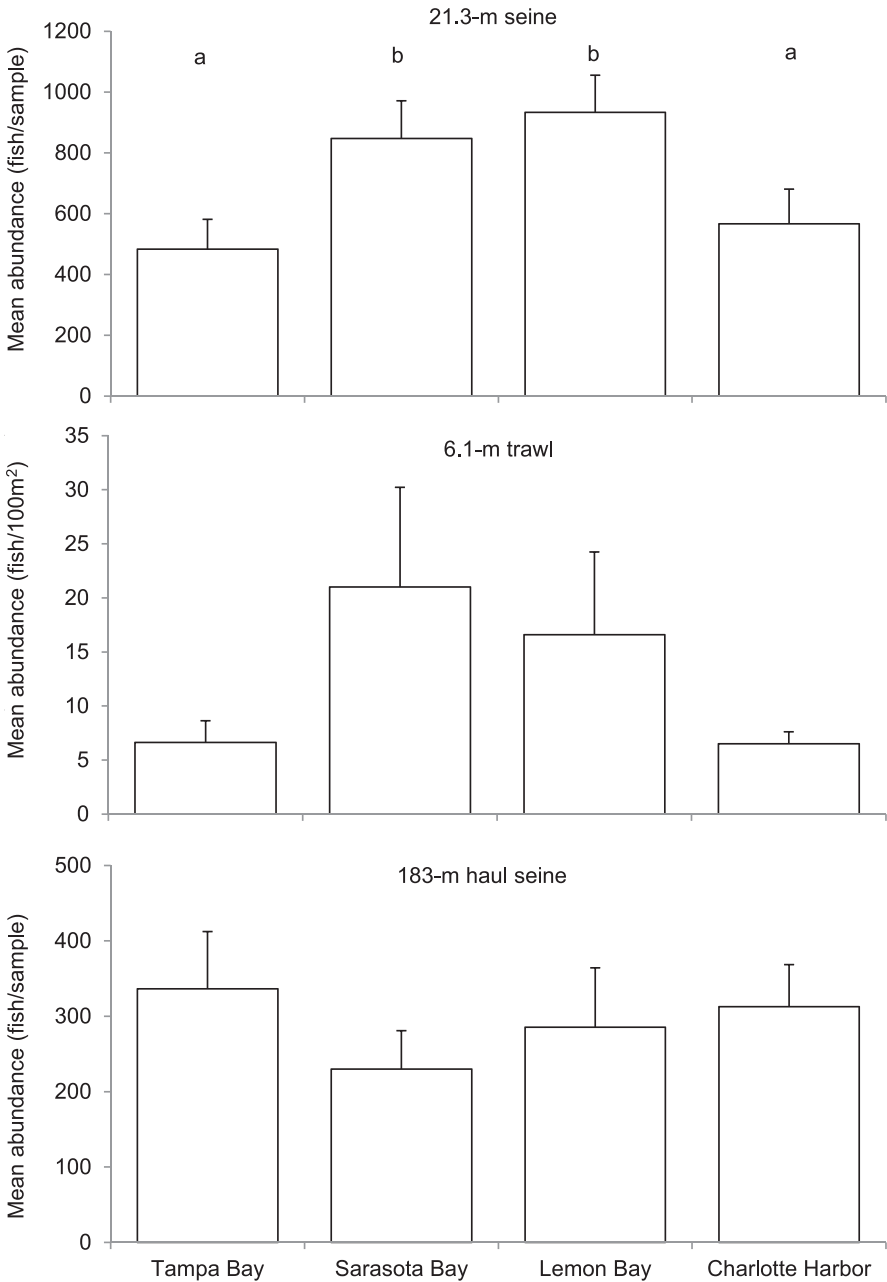 21.3-m seine
Mean abundance (fish/sample)
1200
1000
800
600
400
200
0
a b b a
6.1-m trawl
Mean abundance (fish/100m²)
35
30
25
20
15
10
5
0
183-m haul seine
Mean abundance (fish/sample)
500
400
300
200
100
0
Tampa Bay Sarasota Bay Lemon Bay Charlotte Harbor